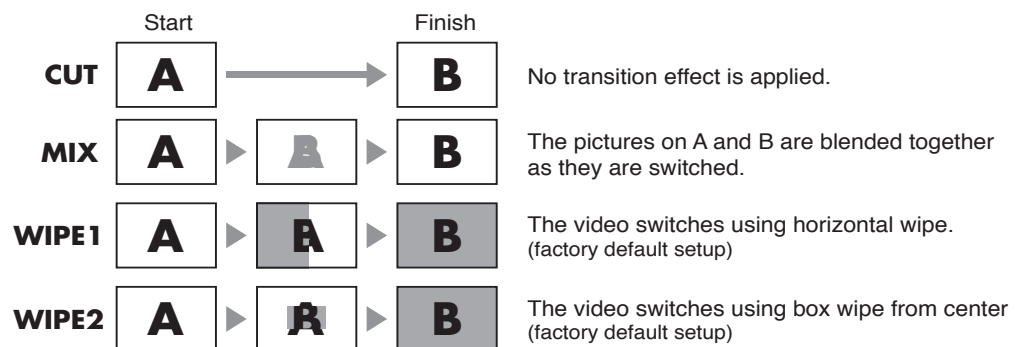 Start Finish
CUT A B No transition effect is applied.
MIX A A B B The pictures on A and B are blended together
as they are switched.
WIPE1 A B A B The video switches using horizontal wipe.
(factory default setup)
WIPE2 A A B B The video switches using box wipe from center
(factory default setup)